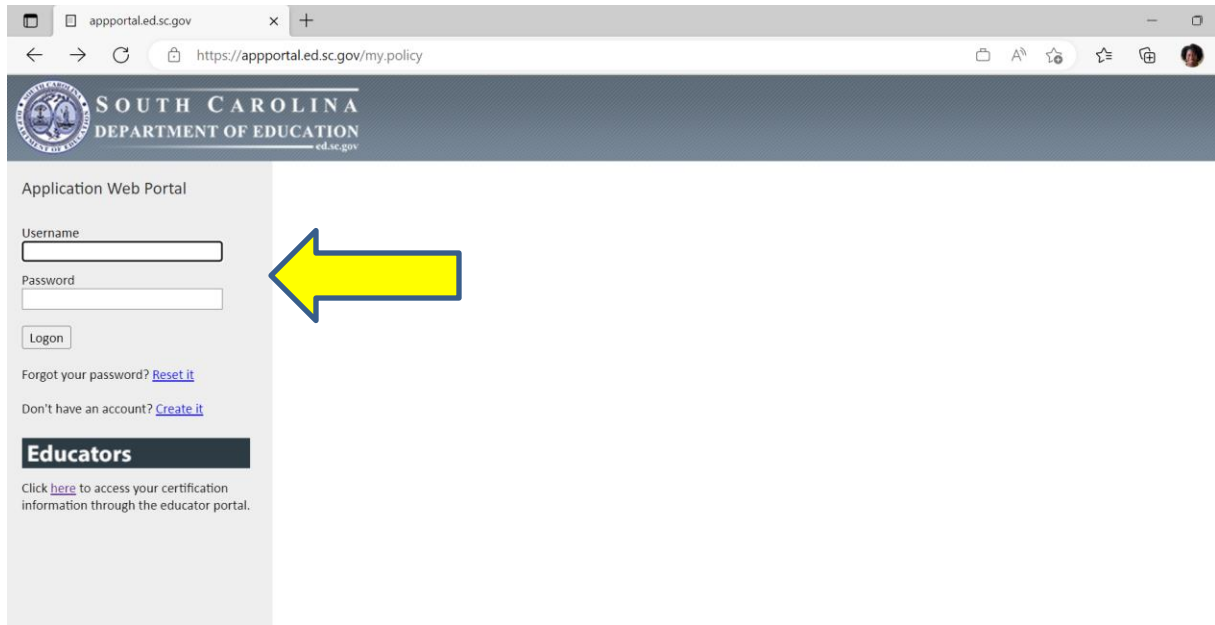 appportal.ed.sc.gov
https://appportal.ed.sc.gov/my.policy
SOUTH CAROLINA
DEPARTMENT OF EDUCATION
ed.sc.gov
Application Web Portal
Username
Password
Logon
Forgot your password? Reset it
Don't have an account? Create it
Educators
Click here to access your certification
information through the educator portal.